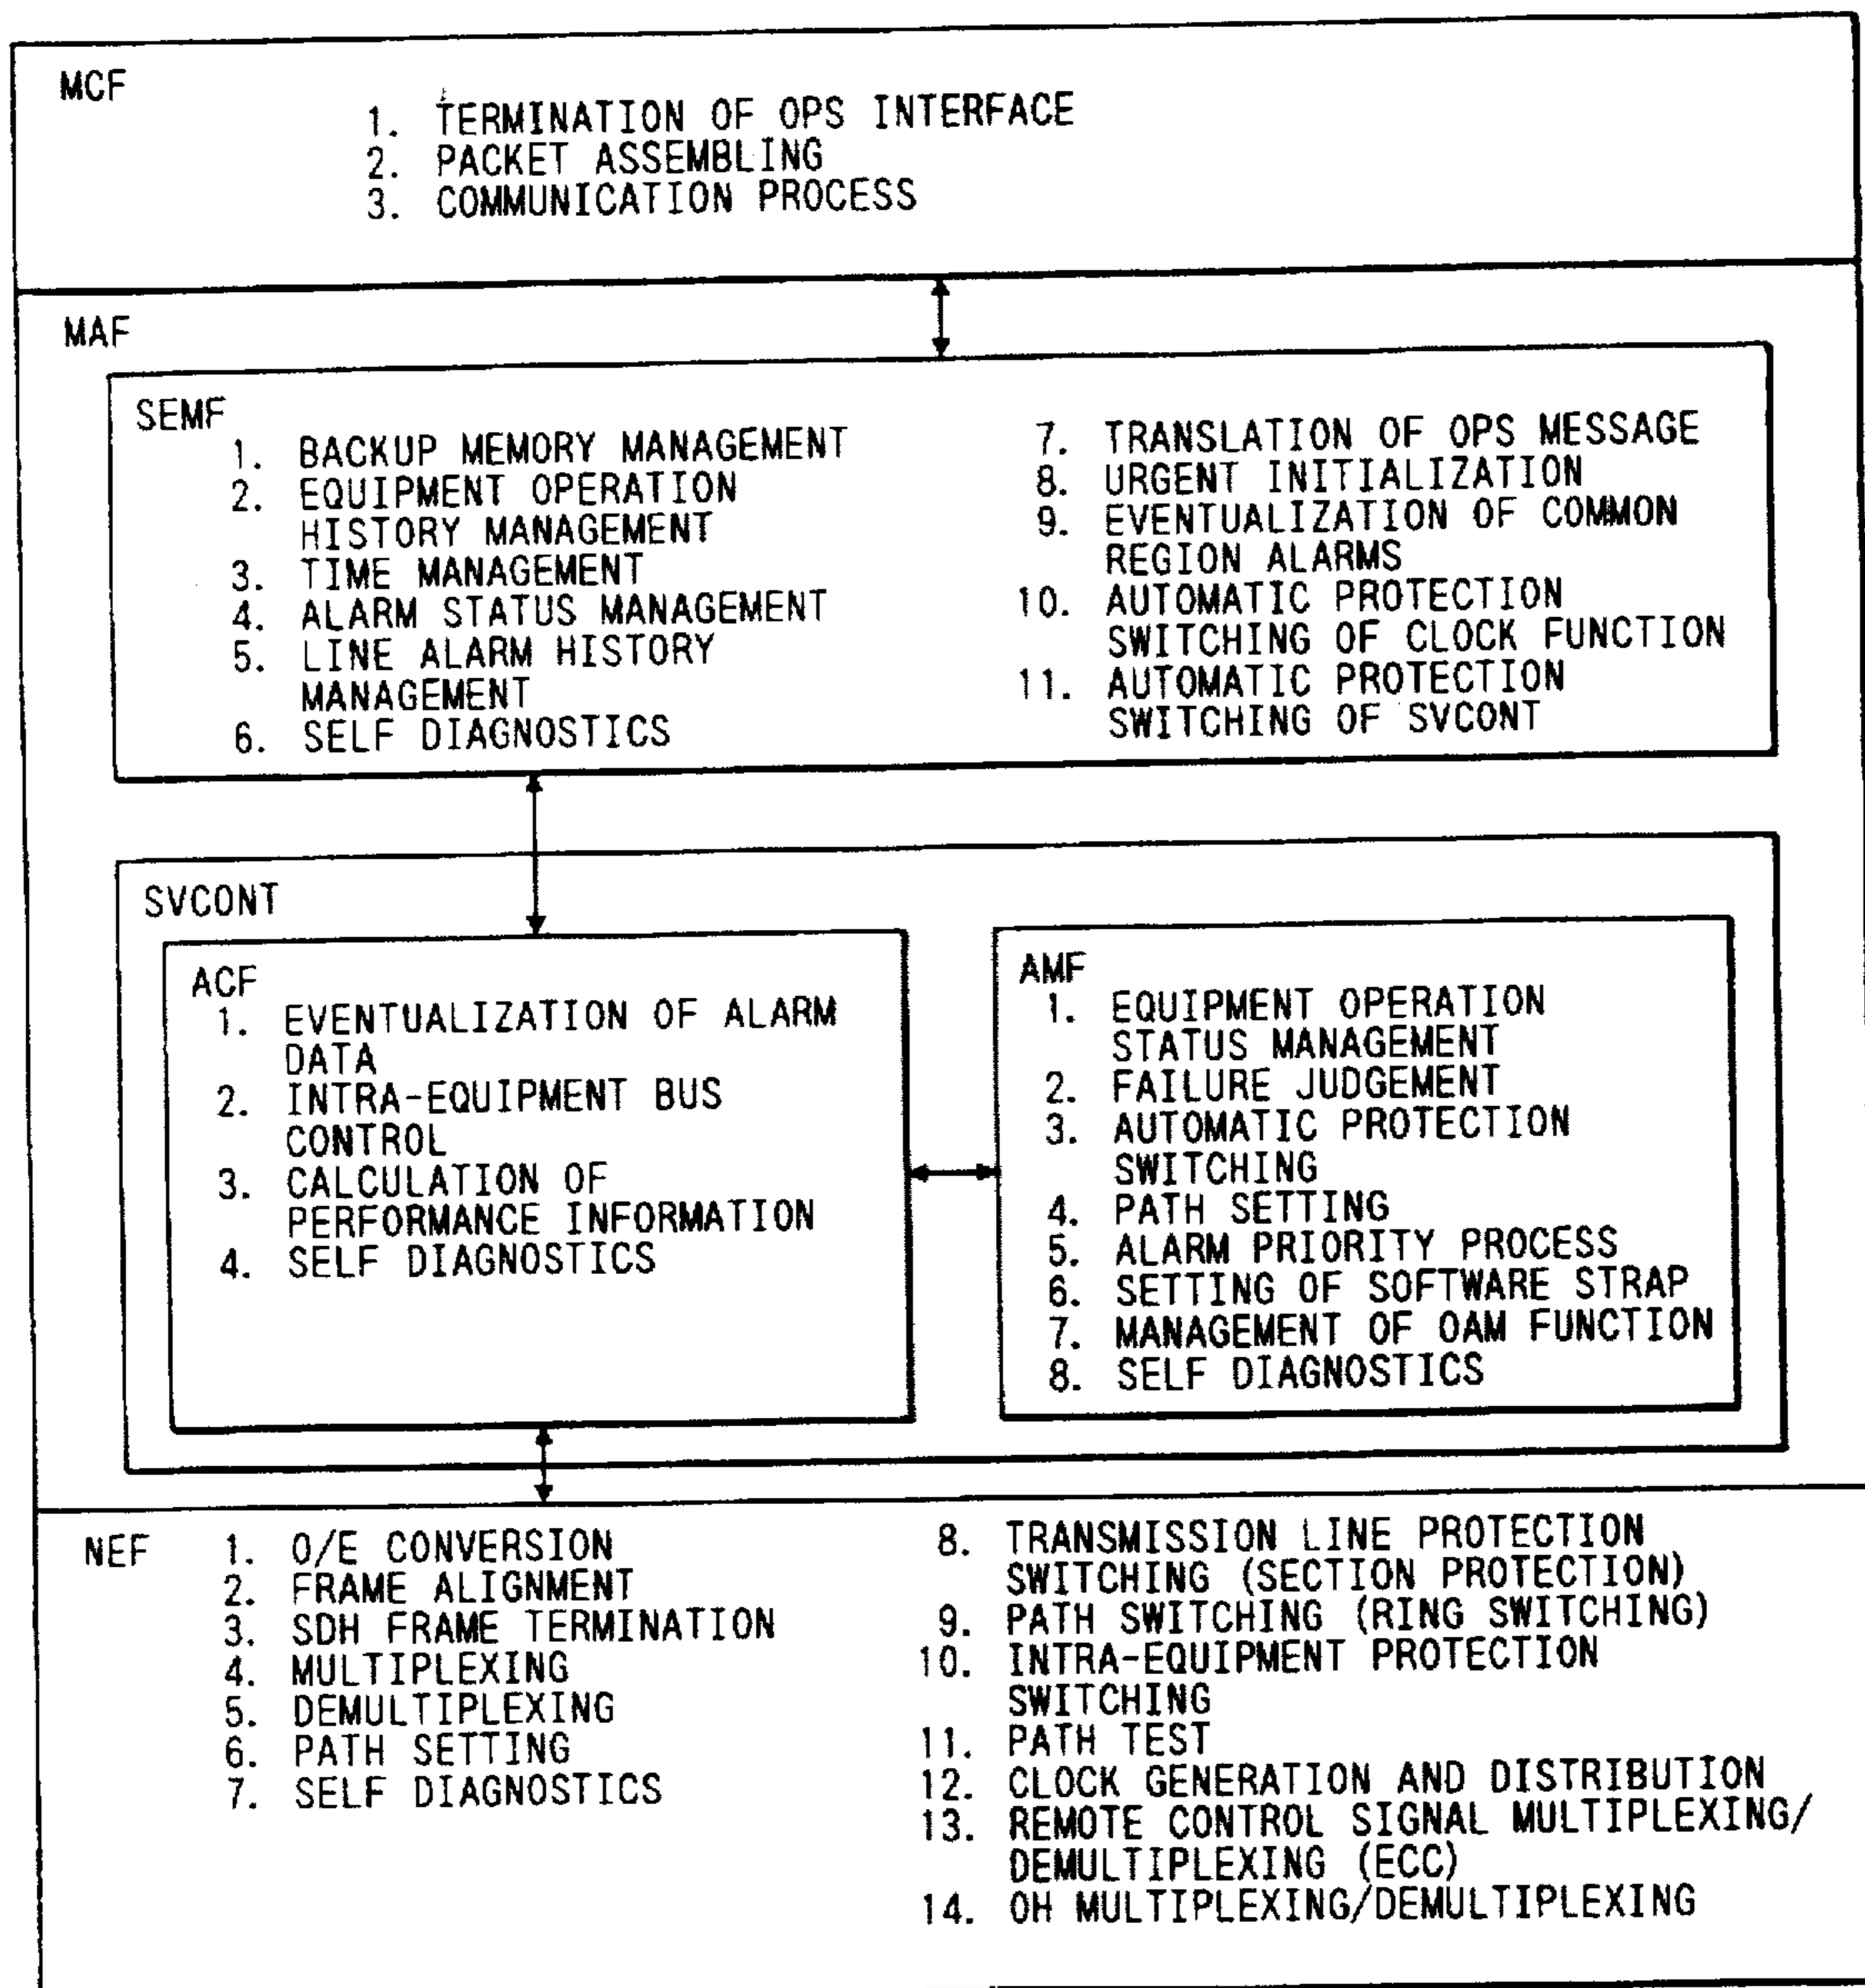 MCF
1. TERMINATION OF OPS INTERFACE
2. PACKET ASSEMBLING
3. COMMUNICATION PROCESS
MAF
SEMF
1. BACKUP MEMORY MANAGEMENT
2. EQUIPMENT OPERATION
HISTORY MANAGEMENT
3. TIME MANAGEMENT
4. ALARM STATUS MANAGEMENT
5. LINE ALARM HISTORY
MANAGEMENT
6. SELF DIAGNOSTICS
7. TRANSLATION OF OPS MESSAGE
8. URGENT INITIALIZATION
9. EVENTUALIZATION OF COMMON
REGION ALARMS
10. AUTOMATIC PROTECTION
SWITCHING OF CLOCK FUNCTION
11. AUTOMATIC PROTECTION
SWITCHING OF SVCONT
SVCONT
ACF
1. EVENTUALIZATION OF ALARM
DATA
2. INTRA-EQUIPMENT BUS
CONTROL
3. CALCULATION OF
PERFORMANCE INFORMATION
4. SELF DIAGNOSTICS
AMF
1. EQUIPMENT OPERATION
STATUS MANAGEMENT
2. FAILURE JUDGEMENT
3. AUTOMATIC PROTECTION
SWITCHING
4. PATH SETTING
5. ALARM PRIORITY PROCESS
6. SETTING OF SOFTWARE STRAP
7. MANAGEMENT OF OAM FUNCTION
8. SELF DIAGNOSTICS
NEF
1. O/E CONVERSION
2. FRAME ALIGNMENT
3. SDH FRAME TERMINATION
4. MULTIPLEXING
5. DEMULTIPLEXING
6. PATH SETTING
7. SELF DIAGNOSTICS
8. TRANSMISSION LINE PROTECTION
SWITCHING (SECTION PROTECTION)
9. PATH SWITCHING (RING SWITCHING)
10. INTRA-EQUIPMENT PROTECTION
SWITCHING
11. PATH TEST
12. CLOCK GENERATION AND DISTRIBUTION
13. REMOTE CONTROL SIGNAL MULTIPLEXING/
DEMULTIPLEXING (ECC)
14. OH MULTIPLEXING/DEMULTIPLEXING